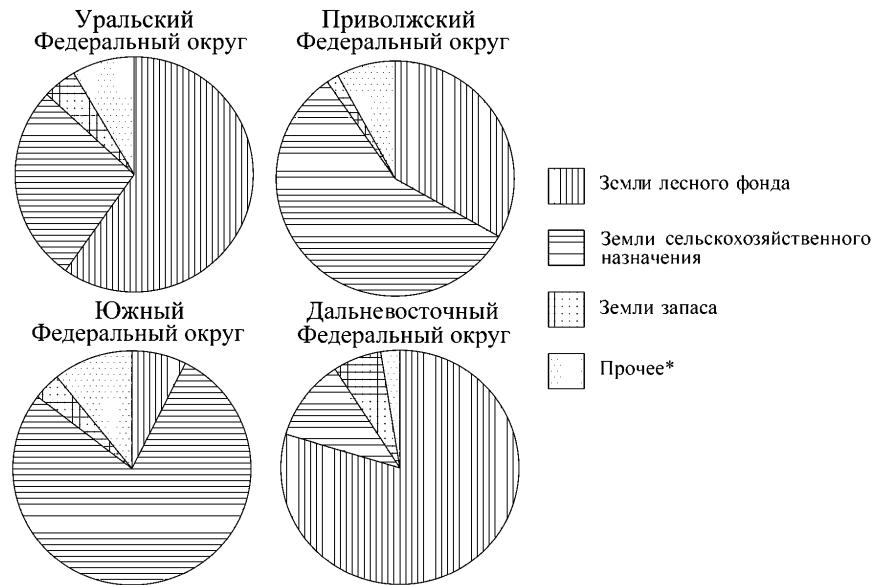 Уральский
Федеральный округ
Приволжский
Федеральный округ
Южный
Федеральный округ
Дальневосточный
Федеральный округ
Земли лесного фонда
Земли сельскохозяйственного
назначения
Земли запаса
Прочее*